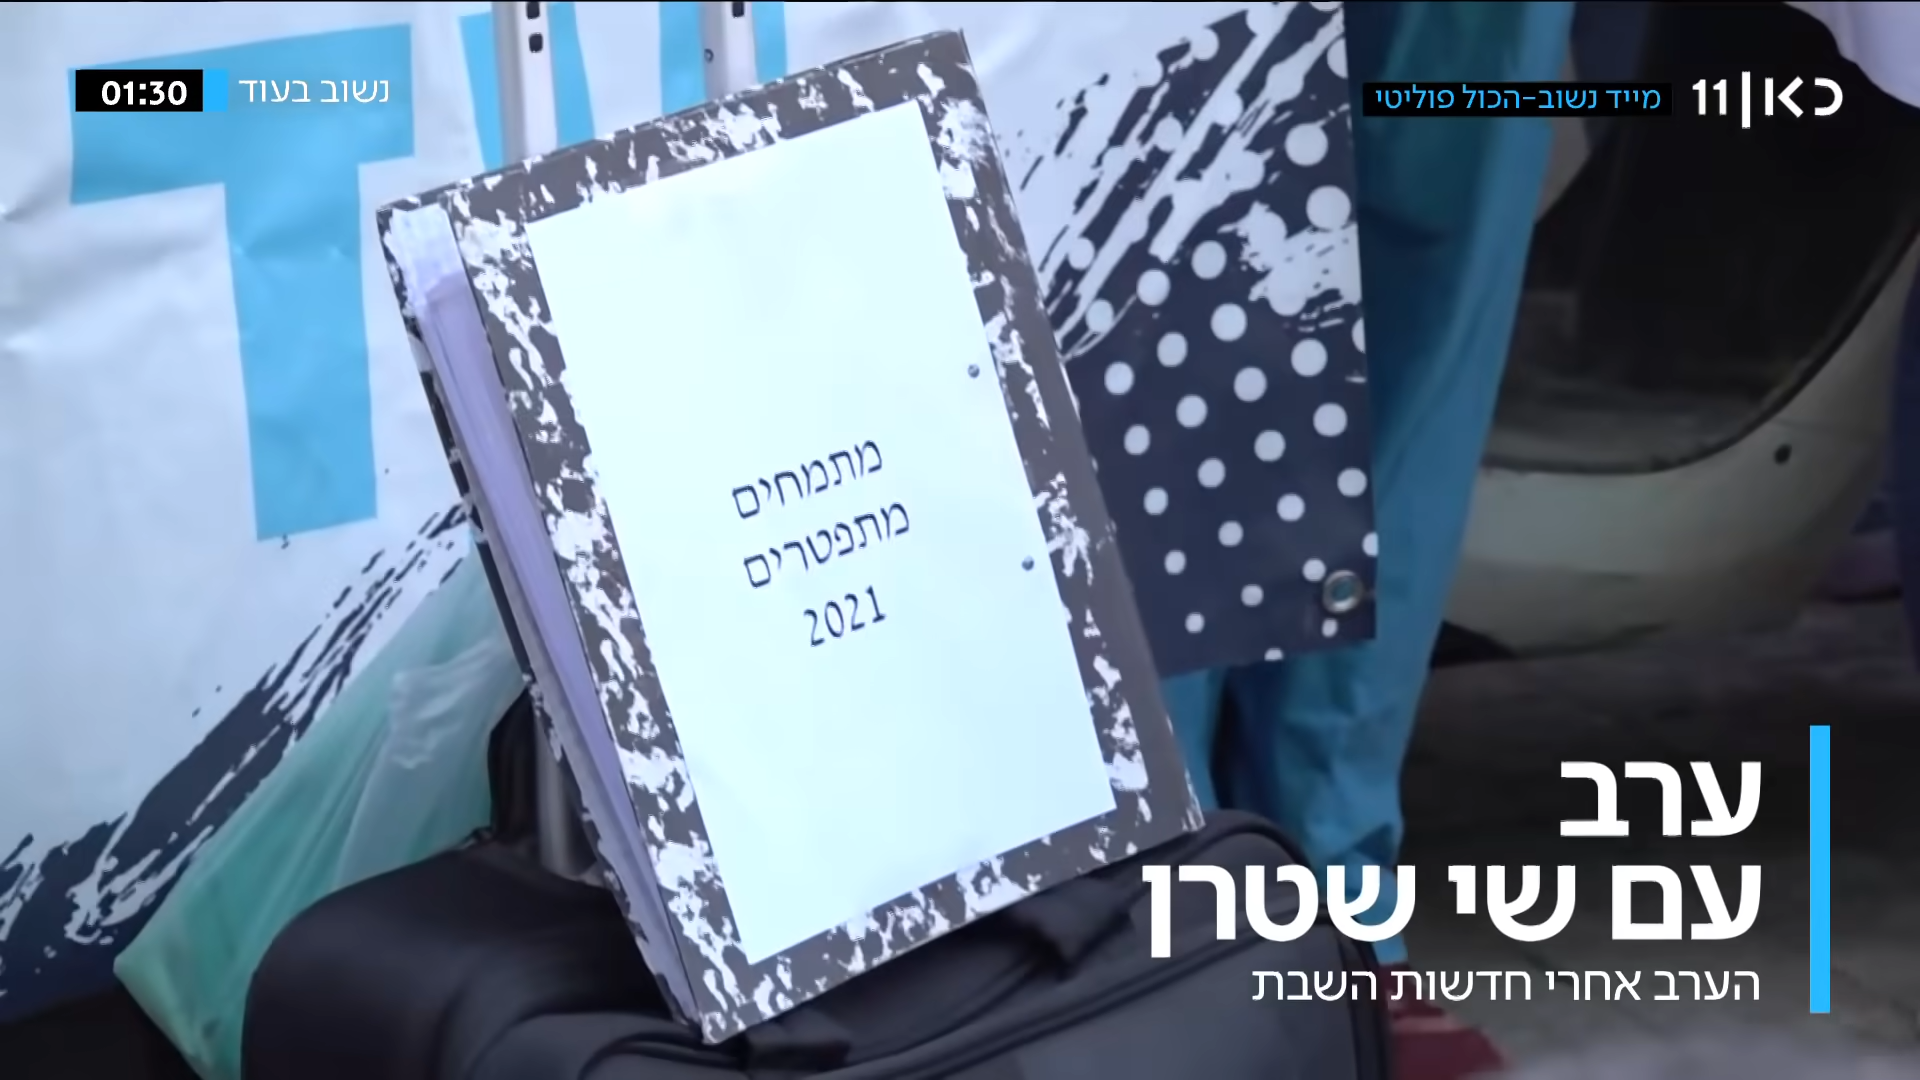 נשוב בעוד 01:30
מייד נשוב-הכול פוליטי
כאן|11
מתמחים
מתפטרים
2021
ערב
עם שי שטרן
הערב אחרי חדשות השבת